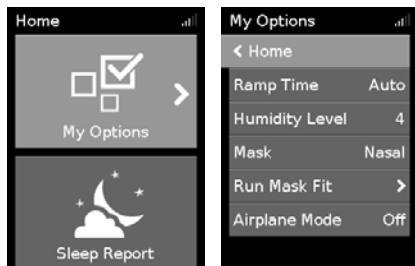 Home
My Options
Sleep Report
My Options
< Home
Ramp Time Auto
Humidity Level 4
Mask Nasal
Run Mask Fit >
Airplane Mode Off